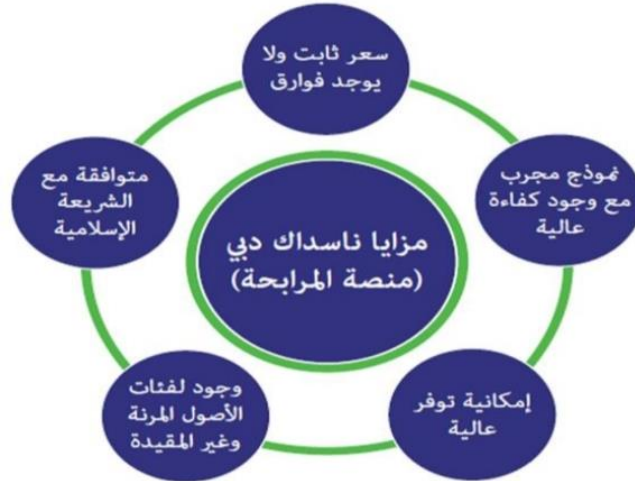 سعر ثابت ولا
يوجد فوارق
نموذج مجرب
مع وجود كفاءة
عالية
إمكانية توفر
عالية
وجود لفئات
الأصول المرنة
وغير المقيدة
متوافقة مع
الشريعة
الإسلامية
مزايا ناسداك دبي
(منصة المرابحة)